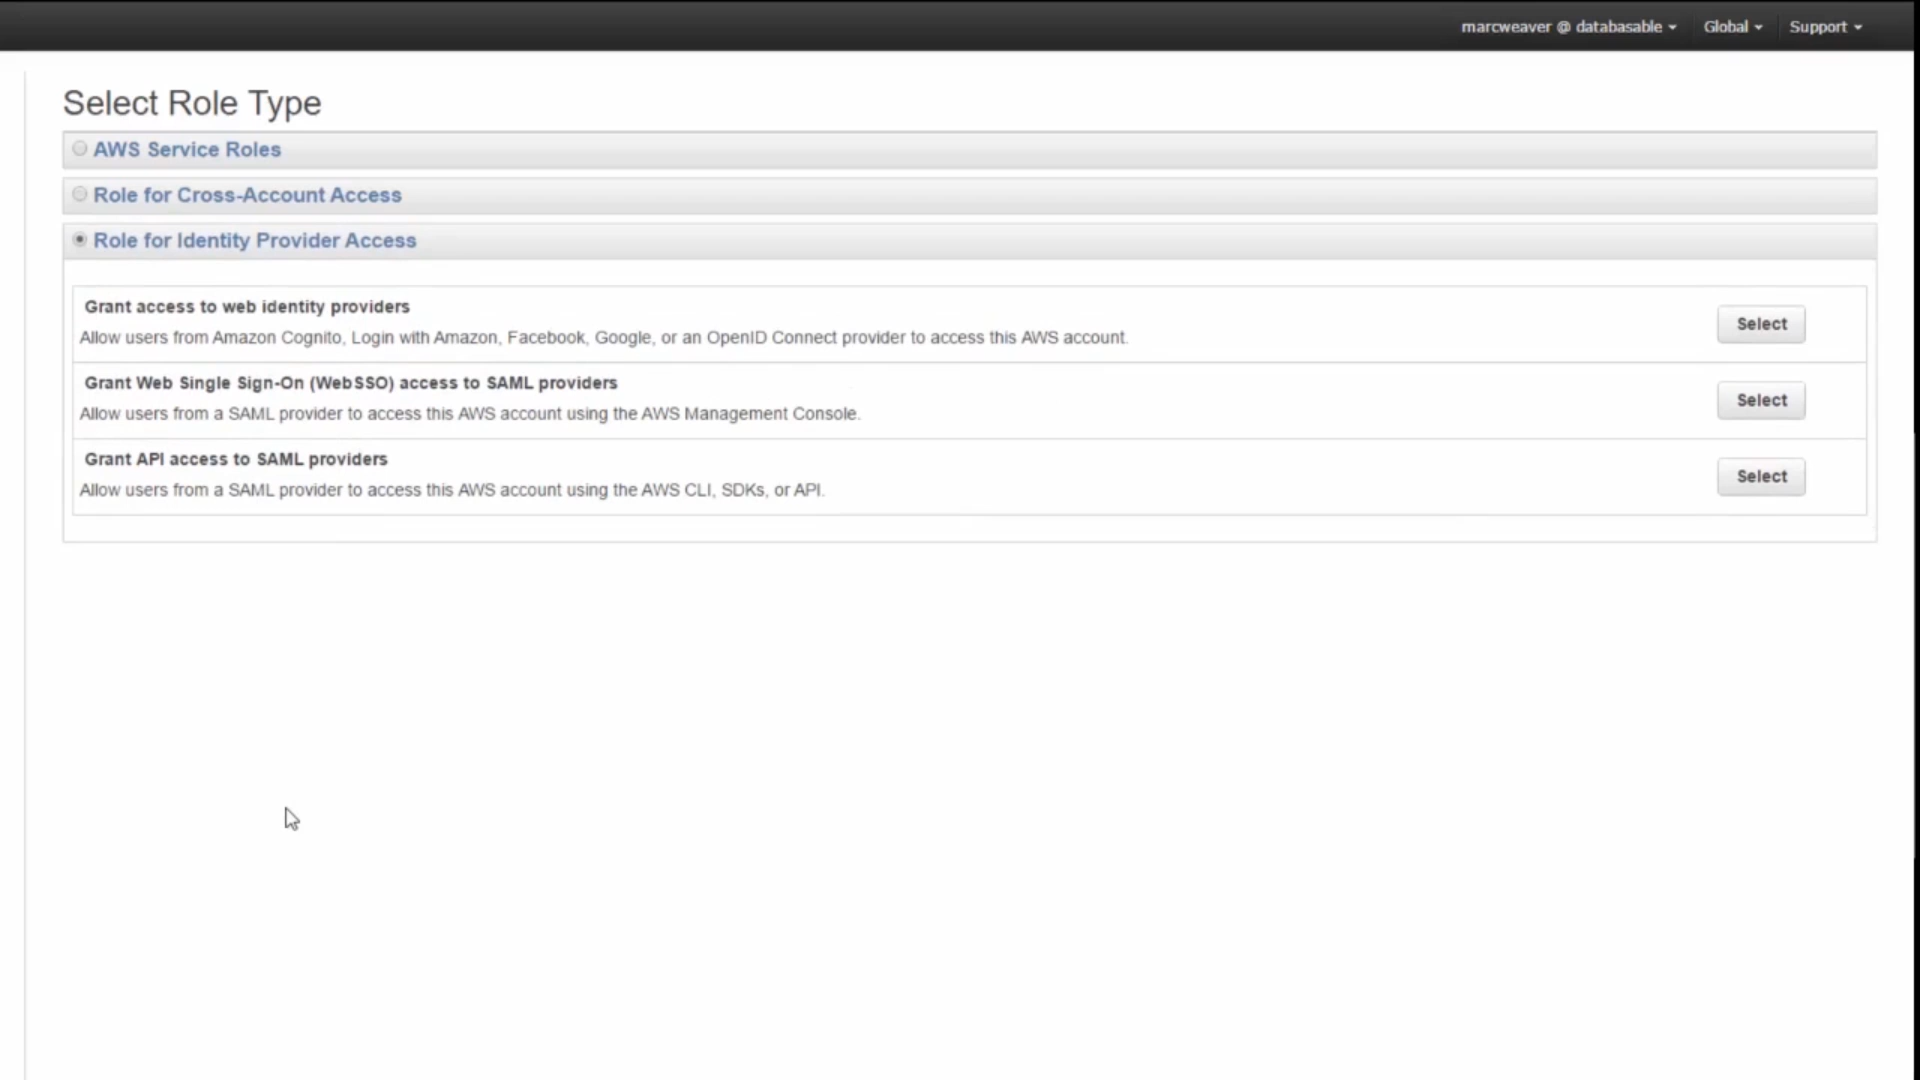 marcweaver @ databasable Global Support
Select Role Type
AWS Service Roles
Role for Cross-Account Access
Role for Identity Provider Access
Grant access to web identity providers
Allow users from Amazon Cognito, Login with Amazon, Facebook, Google, or an OpenID Connect provider to access this AWS account.
Select
Grant Web Single Sign-On (WebSSO) access to SAML providers
Allow users from a SAML provider to access this AWS account using the AWS Management Console.
Select
Grant API access to SAML providers
Allow users from a SAML provider to access this AWS account using the AWS CLI, SDKs, or API.
Select